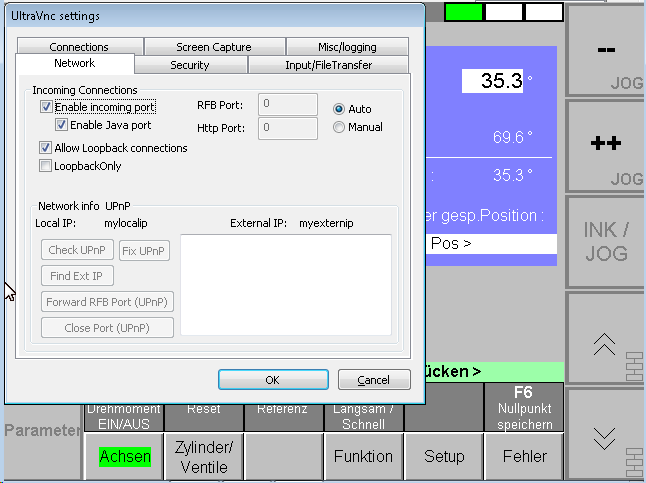 UltraVnc settings
Connections
Screen Capture
Misc/logging
Network
Security
Input/FileTransfer
Incoming Connections
Enable incoming port
Enable Java port
Allow Loopback connections
LoopbackOnly
RFB Port: 0
Http Port: 0
Auto
Manual
Network info UPnP
Local IP: mylocalip
External IP: myexternip
Check UPnP
Fix UPnP
Find Ext IP
Forward RFB Port (UPnP)
Close Port (UPnP)
OK
Cancel
35.3 °
69.6 °
: 35.3 °
er gesp.Position :
Pos >
ücken >
--
JOG
++
JOG
INK /
JOG
Parameter
Drehmoment
EIN/AUS
Reset
Referenz
Langsam /
Schnell
F6
Nullpunkt
speichern
Achsen
Zylinder/
Ventile
Funktion
Setup
Fehler